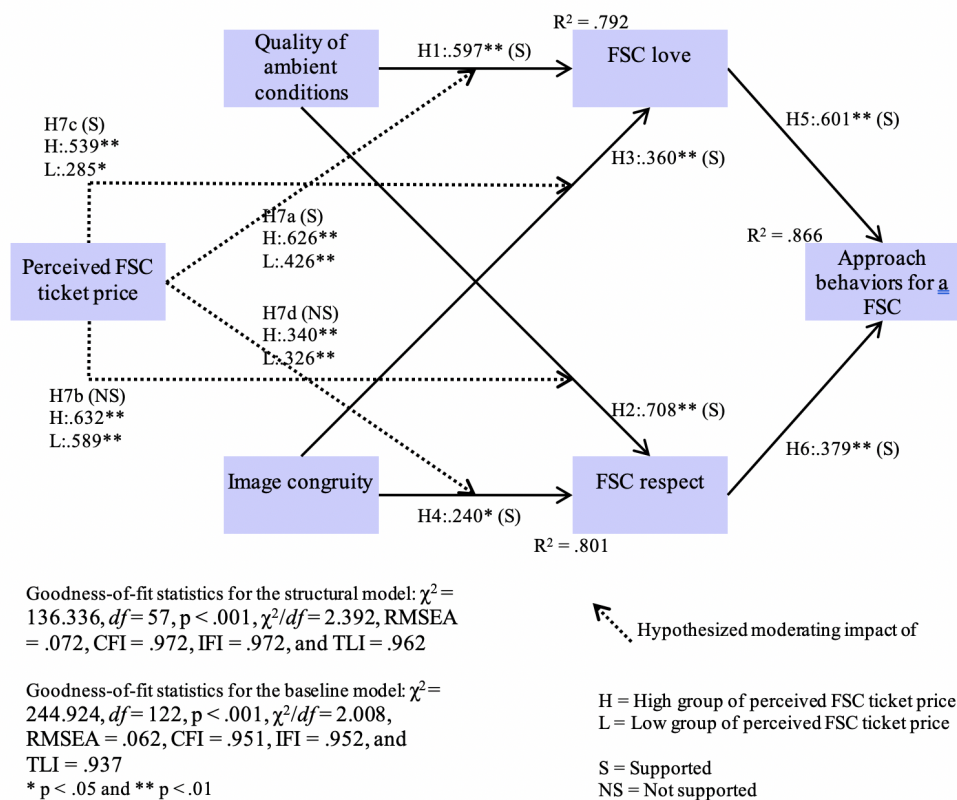 R² = .792
Quality of
ambient
conditions
H1:.597** (S)
FSC love
H7c (S)
H:.539**
L:.285*
H5:.601** (S)
H3:.360** (S)
H7a (S)
H:.626**
L:.426**
R² = .866
Perceived FSC
ticket price
Approach
behaviors for a
FSC
H7d (NS)
H:.340**
L:.326**
H7b (NS)
H:.632**
L:.589**
H2:.708** (S)
H6:.379** (S)
Image congruity
FSC respect
H4:.240* (S)
R² = .801
Goodness-of-fit statistics for the structural model: χ² =
136.336, df = 57, p < .001, χ²/df = 2.392, RMSEA
= .072, CFI = .972, IFI = .972, and TLI = .962
Hypothesized moderating impact of
Goodness-of-fit statistics for the baseline model: χ² =
244.924, df = 122, p < .001, χ²/df = 2.008,
RMSEA = .062, CFI = .951, IFI = .952, and
TLI = .937
* p < .05 and ** p < .01
H = High group of perceived FSC ticket price
L = Low group of perceived FSC ticket price
S = Supported
NS = Not supported